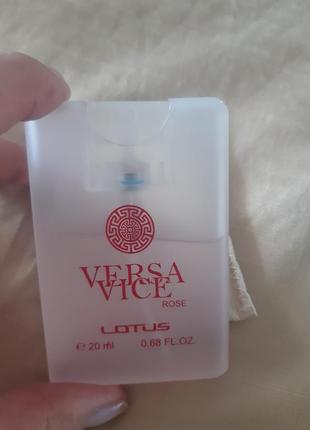 VERSA
VICE
ROSE
LOTUS
℮ 20 ml 0.68 FL.OZ.